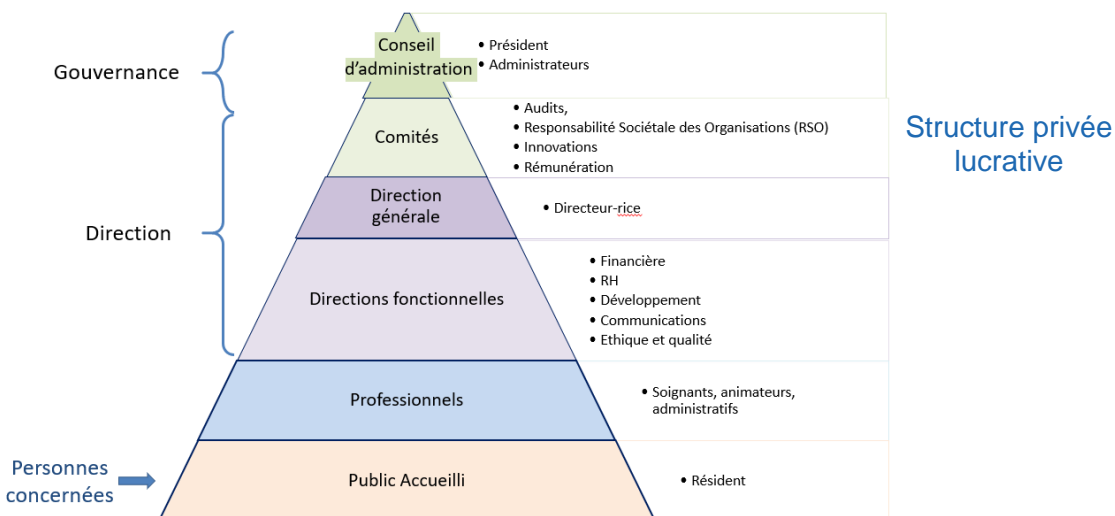 Gouvernance
Conseil
d'administration
• Président
• Administrateurs
Structure privée
lucrative
Direction
Comités
• Audits,
• Responsabilité Sociétale des Organisations (RSO)
• Innovations
• Rémunération
Direction
générale
• Directeur-rice
Directions fonctionnelles
• Financière
• RH
• Développement
• Communications
• Ethique et qualité
Professionnels
• Soignants, animateurs,
administratifs
Personnes
concernées
Public Accueilli
• Résident